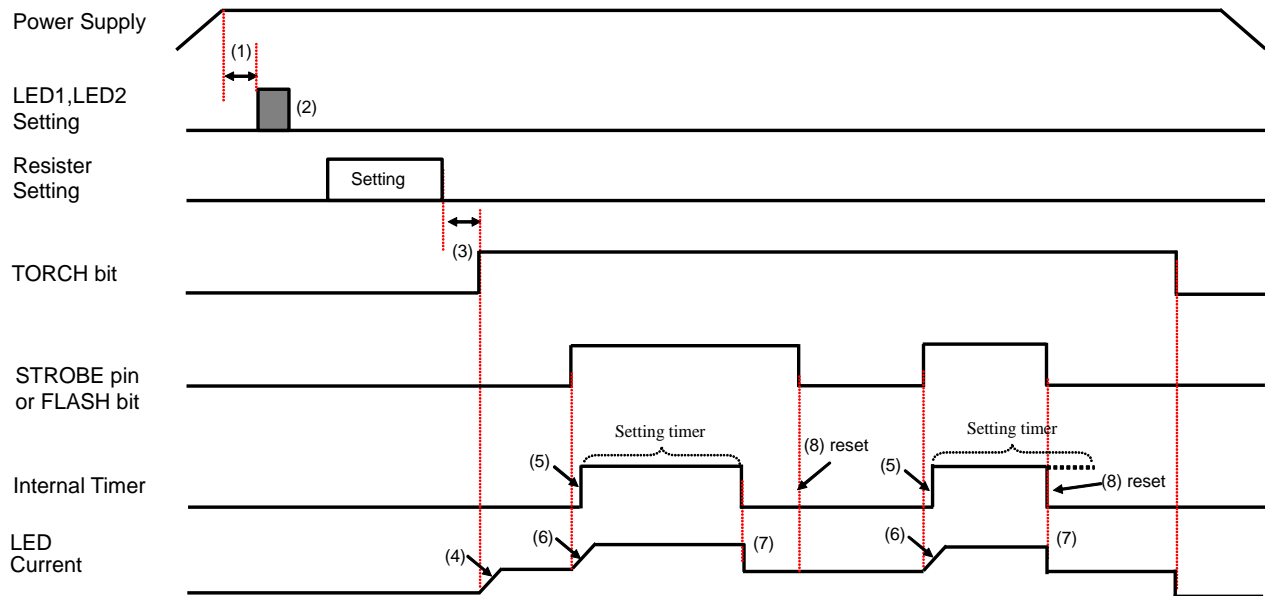 Power Supply
(1)
LED1,LED2
Setting
(2)
Resister
Setting
Setting
(3)
TORCH bit
STROBE pin
or FLASH bit
Setting timer
Setting timer
(8) reset
(5)
(5)
(8) reset
Internal Timer
LED
Current
(4)
(6)
(7)
(6)
(7)